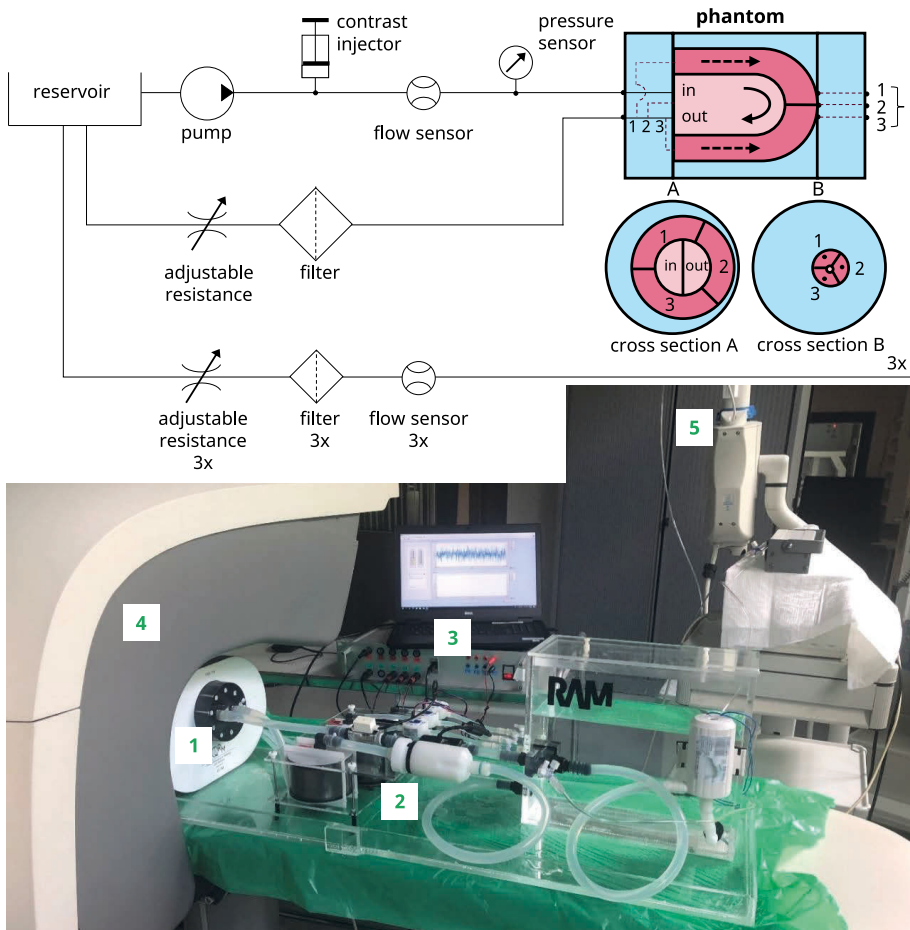 phantom
contrast
injector
pressure
sensor
reservoir
pump
flow sensor
in
out
1 2 3
1
2
3
A
B
adjustable
resistance
filter
1
in
out
2
3
1
2
3
cross section A
cross section B
3x
adjustable
resistance
3x
filter
3x
flow sensor
3x
5
4
3
RAM
1
2